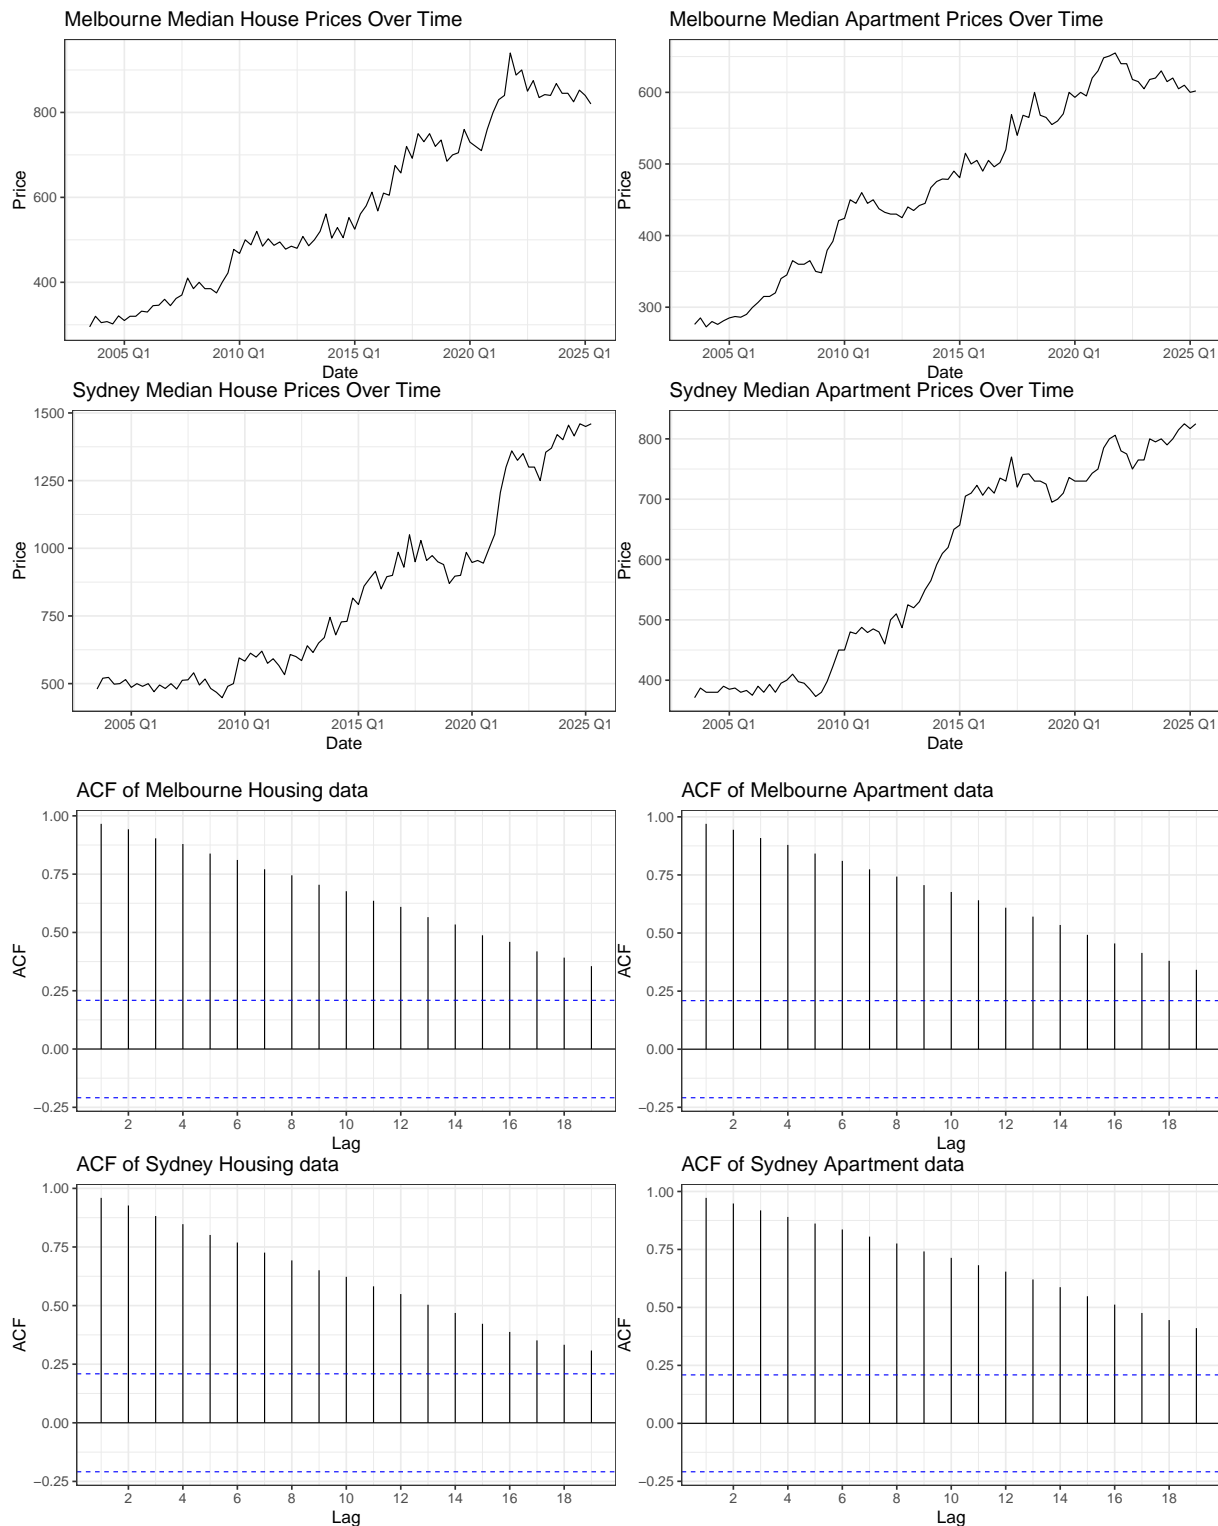 Melbourne Median House Prices Over Time
Price
800
600
400
2005 Q1 2010 Q1 2015 Q1 2020 Q1 2025 Q1
Date
Melbourne Median Apartment Prices Over Time
Price
600
500
400
300
2005 Q1 2010 Q1 2015 Q1 2020 Q1 2025 Q1
Date
Sydney Median House Prices Over Time
Price
1500
1250
1000
750
500
2005 Q1 2010 Q1 2015 Q1 2020 Q1 2025 Q1
Date
Sydney Median Apartment Prices Over Time
Price
800
700
600
500
400
2005 Q1 2010 Q1 2015 Q1 2020 Q1 2025 Q1
Date
ACF of Melbourne Housing data
ACF
1.00
0.75
0.50
0.25
0.00
−0.25
2 4 6 8 10 12 14 16 18
Lag
ACF of Melbourne Apartment data
ACF
1.00
0.75
0.50
0.25
0.00
−0.25
2 4 6 8 10 12 14 16 18
Lag
ACF of Sydney Housing data
ACF
1.00
0.75
0.50
0.25
0.00
−0.25
2 4 6 8 10 12 14 16 18
Lag
ACF of Sydney Apartment data
ACF
1.00
0.75
0.50
0.25
0.00
−0.25
2 4 6 8 10 12 14 16 18
Lag